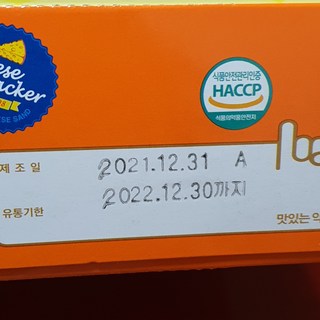 ese
acker
ESE SAND
식품안전관리인증
HACCP
식품의약품안전처
제조일 2021.12.31 A
유통기한 2022.12.30까지
맛있는 약